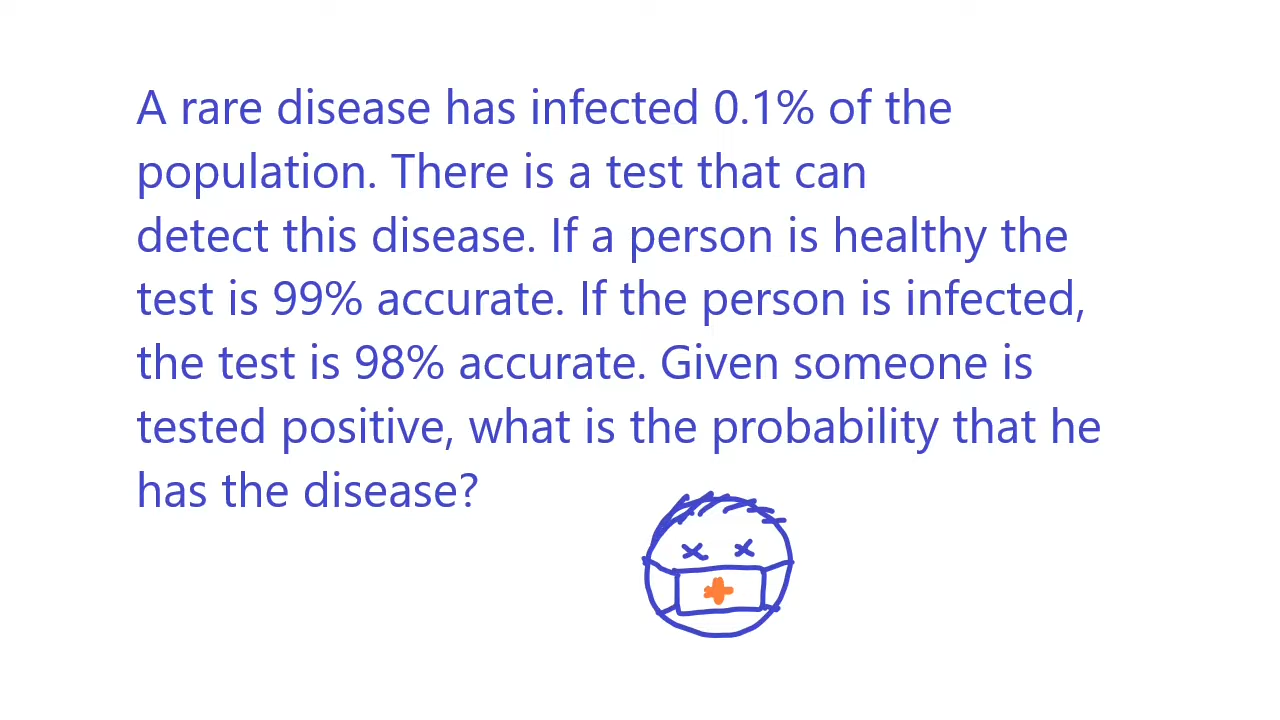 A rare disease has infected 0.1% of the
population. There is a test that can
detect this disease. If a person is healthy the
test is 99% accurate. If the person is infected,
the test is 98% accurate. Given someone is
tested positive, what is the probability that he
has the disease?